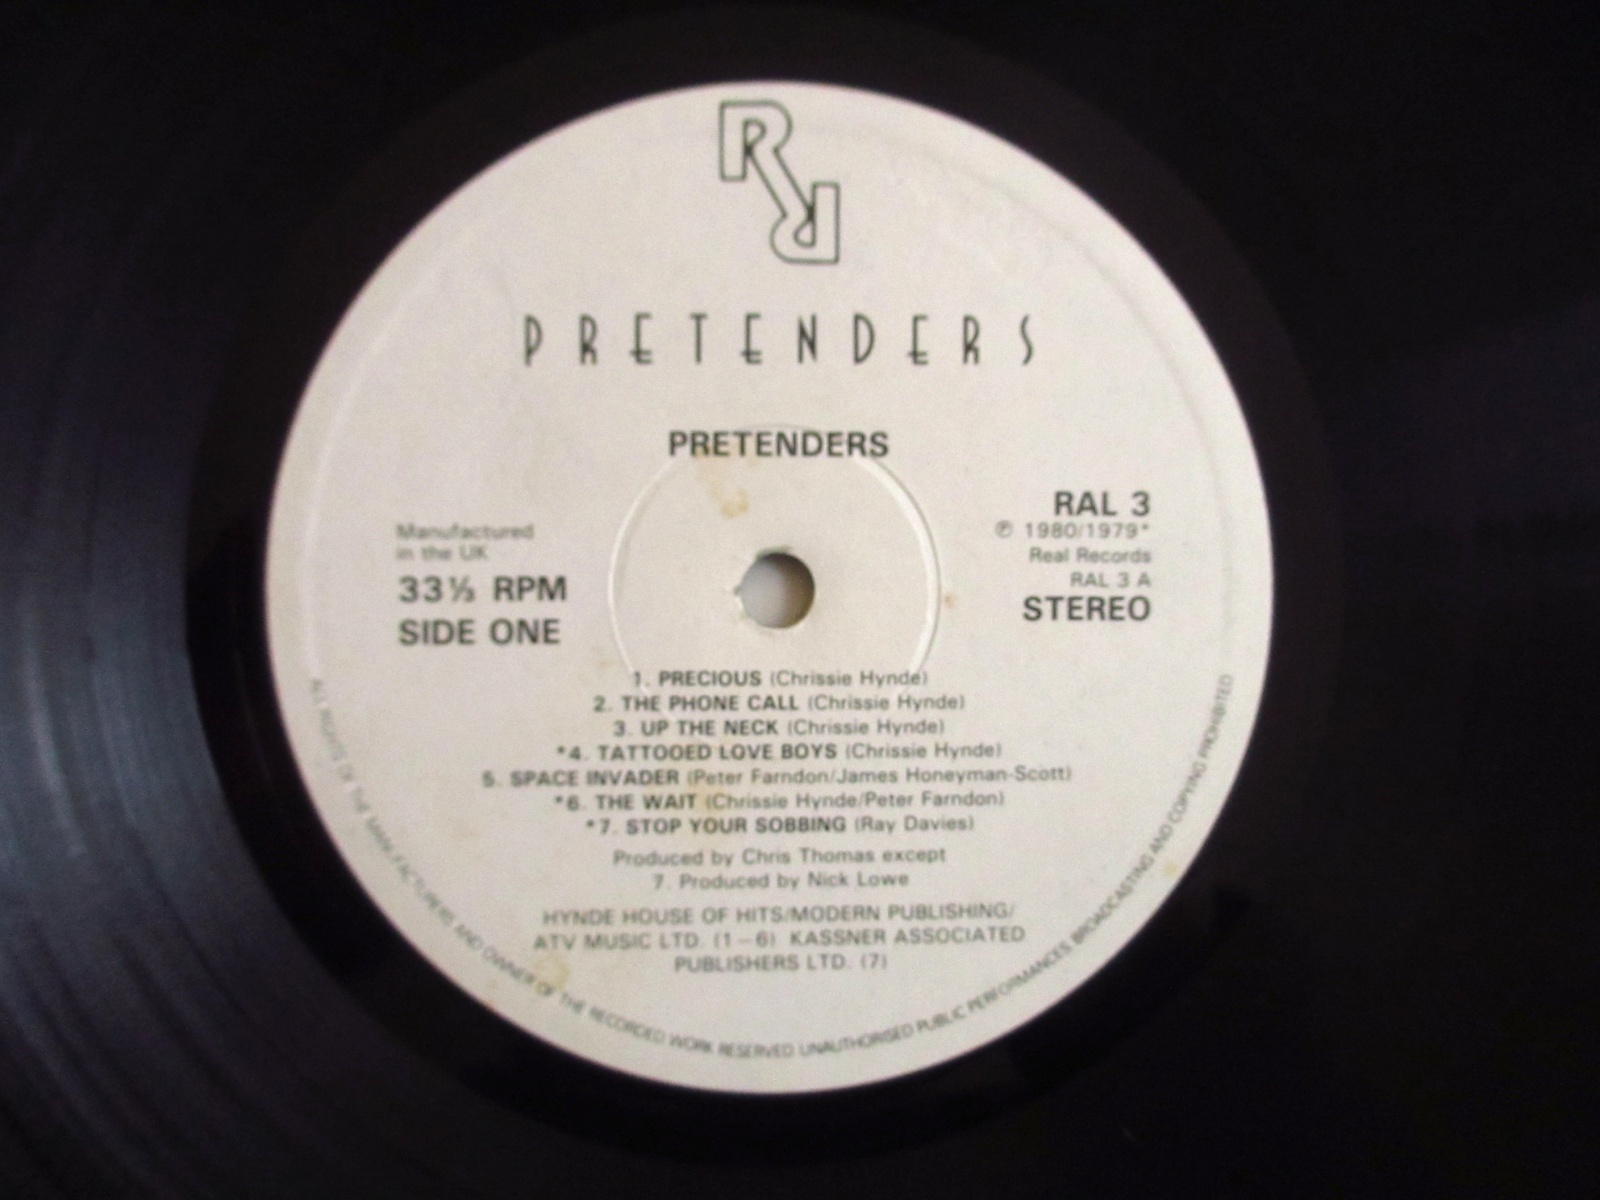 RR
PRETENDERS
PRETENDERS
Manufactured
in the UK
33⅓ RPM
SIDE ONE
RAL 3
℗ 1980/1979*
Real Records
RAL 3 A
STEREO
1. PRECIOUS (Chrissie Hynde)
2. THE PHONE CALL (Chrissie Hynde)
3. UP THE NECK (Chrissie Hynde)
*4. TATTOOED LOVE BOYS (Chrissie Hynde)
5. SPACE INVADER (Peter Farndon/James Honeyman-Scott)
*6. THE WAIT (Chrissie Hynde/Peter Farndon)
*7. STOP YOUR SOBBING (Ray Davies)
Produced by Chris Thomas except
7. Produced by Nick Lowe
HYNDE HOUSE OF HITS/MODERN PUBLISHING/
ATV MUSIC LTD. (1–6) KASSNER ASSOCIATED
PUBLISHERS LTD. (7)
ALL RIGHTS OF THE MANUFACTURERS AND OWNER OF THE RECORDED WORK RESERVED UNAUTHORISED PUBLIC PERFORMANCES, BROADCASTING AND COPYING PROHIBITED